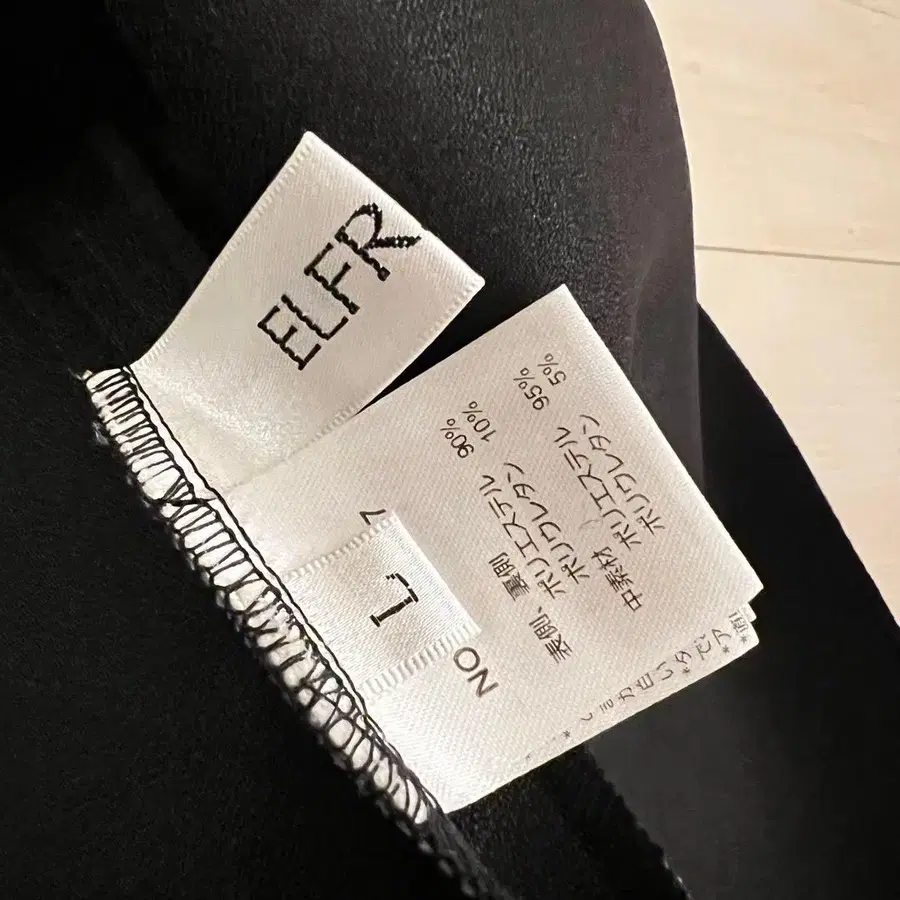 ELFR
L
NO
7
表側、裏側
ポリエステル 90%
ポリウレタン 10%
中素材
ポリエステル 95%
ポリウレタン 5%